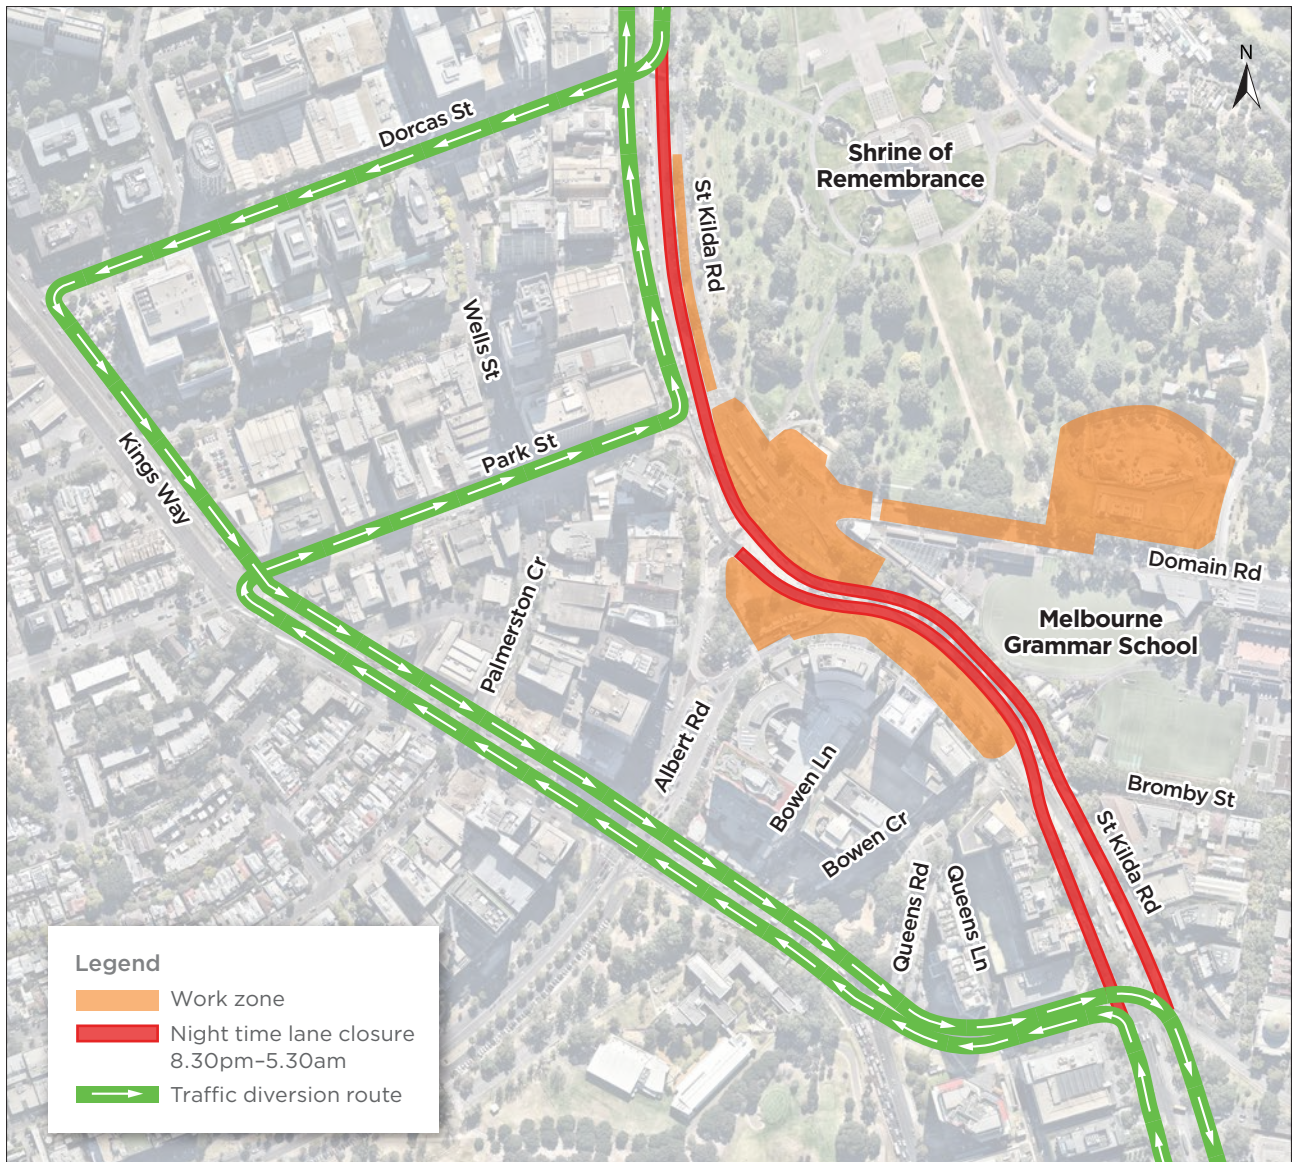 N
Dorcas St
Shrine of
Remembrance
St Kilda Rd
Wells St
Kings Way
Park St
Domain Rd
Palmerston Cr
Melbourne
Grammar School
Albert Rd
Bowen Ln
Bromby St
Bowen Cr
St Kilda Rd
Queens Rd
Queens Ln
Legend
Work zone
Night time lane closure
8.30pm–5.30am
Traffic diversion route